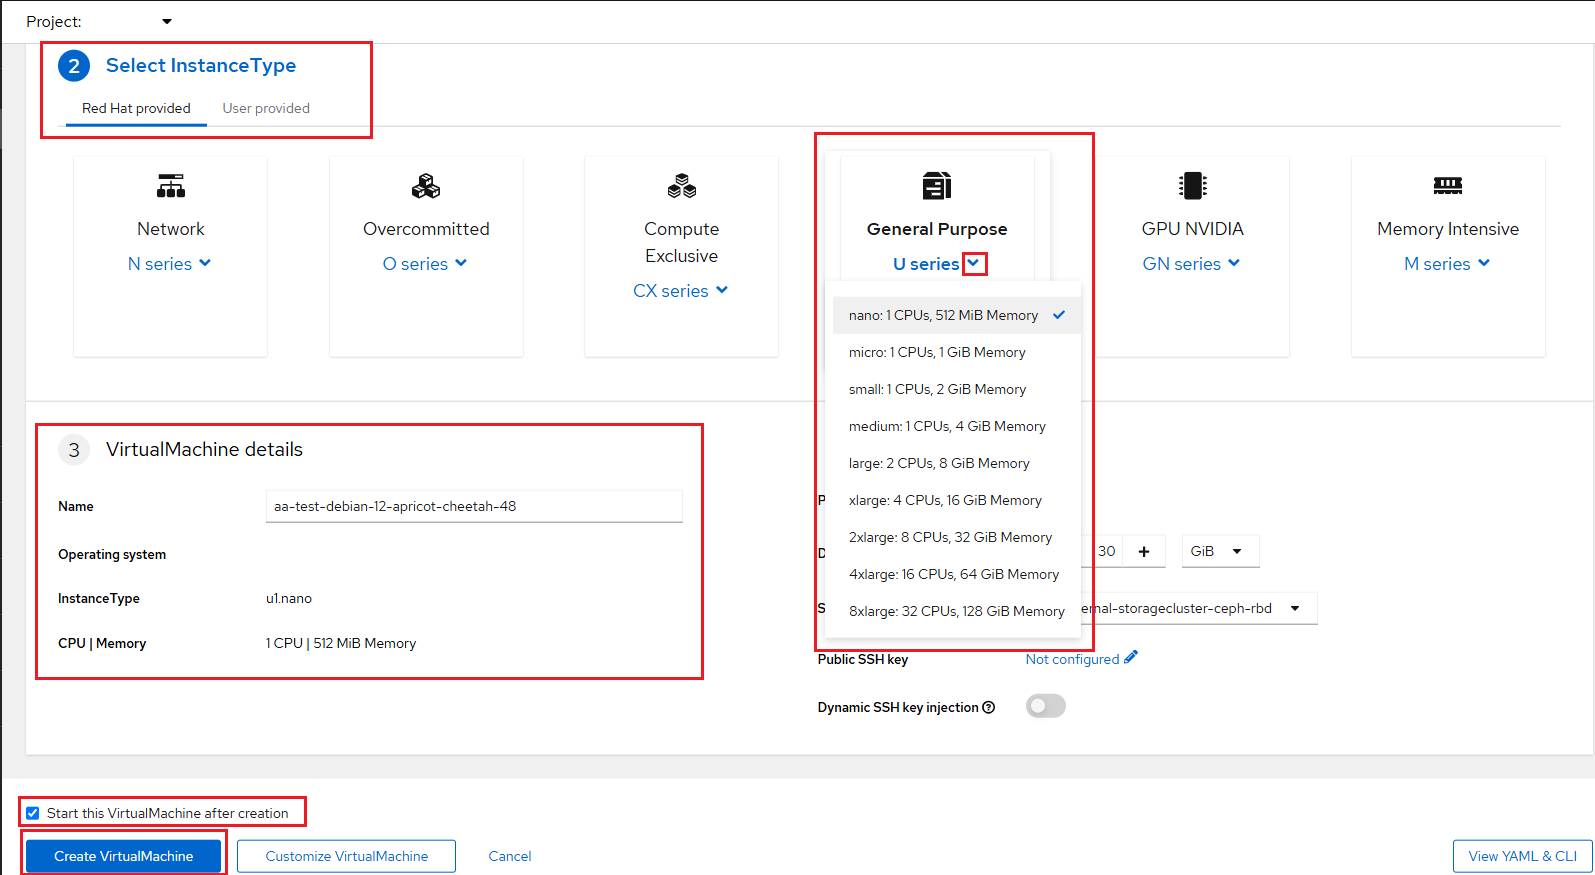 Project:
2 Select InstanceType
Red Hat provided User provided
Network
N series
Overcommitted
O series
Compute
Exclusive
CX series
General Purpose
U series
GPU NVIDIA
GN series
Memory Intensive
M series
nano: 1 CPUs, 512 MiB Memory
micro: 1 CPUs, 1 GiB Memory
small: 1 CPUs, 2 GiB Memory
medium: 1 CPUs, 4 GiB Memory
large: 2 CPUs, 8 GiB Memory
xlarge: 4 CPUs, 16 GiB Memory
2xlarge: 8 CPUs, 32 GiB Memory
4xlarge: 16 CPUs, 64 GiB Memory
8xlarge: 32 CPUs, 128 GiB Memory
3 VirtualMachine details
Name aa-test-debian-12-apricot-cheetah-48
Operating system
InstanceType u1.nano
CPU | Memory 1 CPU | 512 MiB Memory
30 + GiB
ernal-storagecluster-ceph-rbd
Public SSH key Not configured
Dynamic SSH key injection
Start this VirtualMachine after creation
Create VirtualMachine Customize VirtualMachine Cancel View YAML & CLI